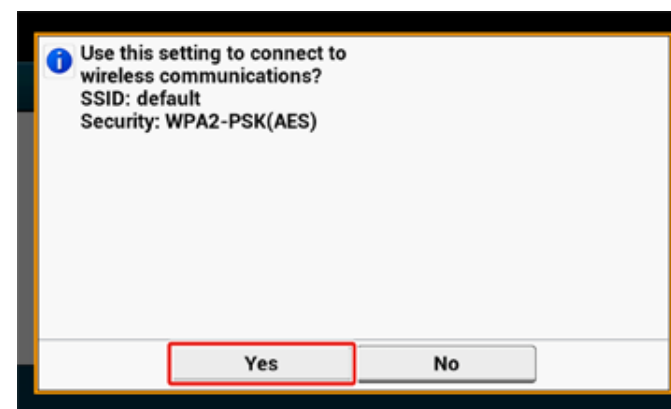 Use this setting to connect to
wireless communications?
SSID: default
Security: WPA2-PSK(AES)
Yes No